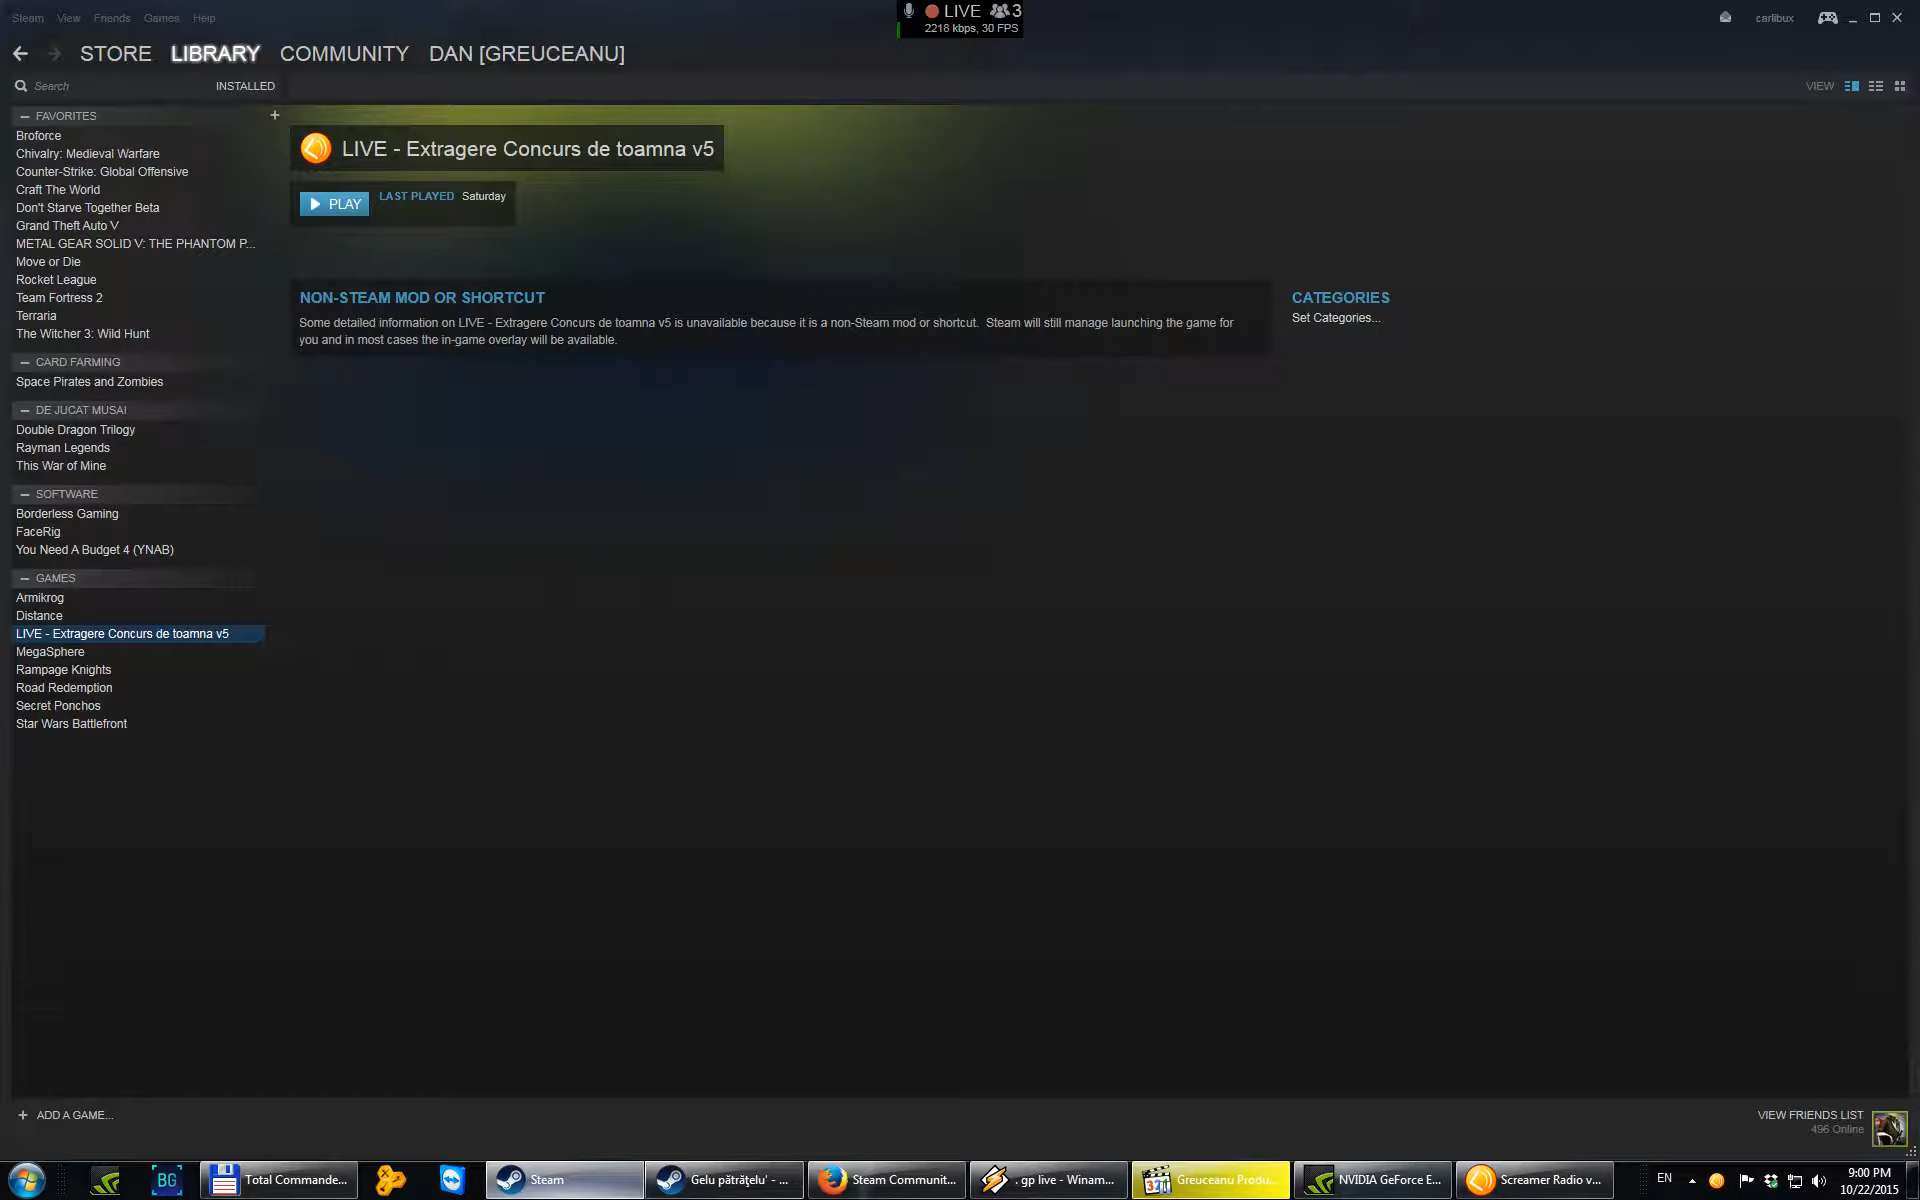 Steam View Friends Games Help
LIVE 3
2218 kbps, 30 FPS
carlibux
STORE LIBRARY COMMUNITY DAN [GREUCEANU]
Search INSTALLED
VIEW
FAVORITES
Broforce
Chivalry: Medieval Warfare
Counter-Strike: Global Offensive
Craft The World
Don't Starve Together Beta
Grand Theft Auto V
METAL GEAR SOLID V: THE PHANTOM P...
Move or Die
Rocket League
Team Fortress 2
Terraria
The Witcher 3: Wild Hunt
CARD FARMING
Space Pirates and Zombies
DE JUCAT MUSAI
Double Dragon Trilogy
Rayman Legends
This War of Mine
SOFTWARE
Borderless Gaming
FaceRig
You Need A Budget 4 (YNAB)
GAMES
Armikrog
Distance
LIVE - Extragere Concurs de toamna v5
MegaSphere
Rampage Knights
Road Redemption
Secret Ponchos
Star Wars Battlefront
LIVE - Extragere Concurs de toamna v5
PLAY LAST PLAYED Saturday
NON-STEAM MOD OR SHORTCUT
Some detailed information on LIVE - Extragere Concurs de toamna v5 is unavailable because it is a non-Steam mod or shortcut. Steam will still manage launching the game for
you and in most cases the in-game overlay will be available.
CATEGORIES
Set Categories...
+ ADD A GAME...
VIEW FRIENDS LIST
496 Online
BG Total Commande... Steam Gelu pătrăţelu' - ... Steam Communit... . gp live - Winam... 321 Greuceanu Produ... NVIDIA GeForce E... Screamer Radio v... EN
9:00 PM
10/22/2015